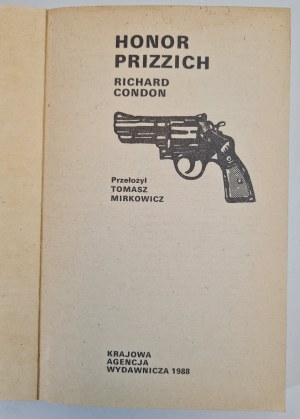 HONOR
PRIZZICH
RICHARD
CONDON
Przełożył
TOMASZ
MIRKOWICZ
KRAJOWA
AGENCJA
WYDAWNICZA 1988